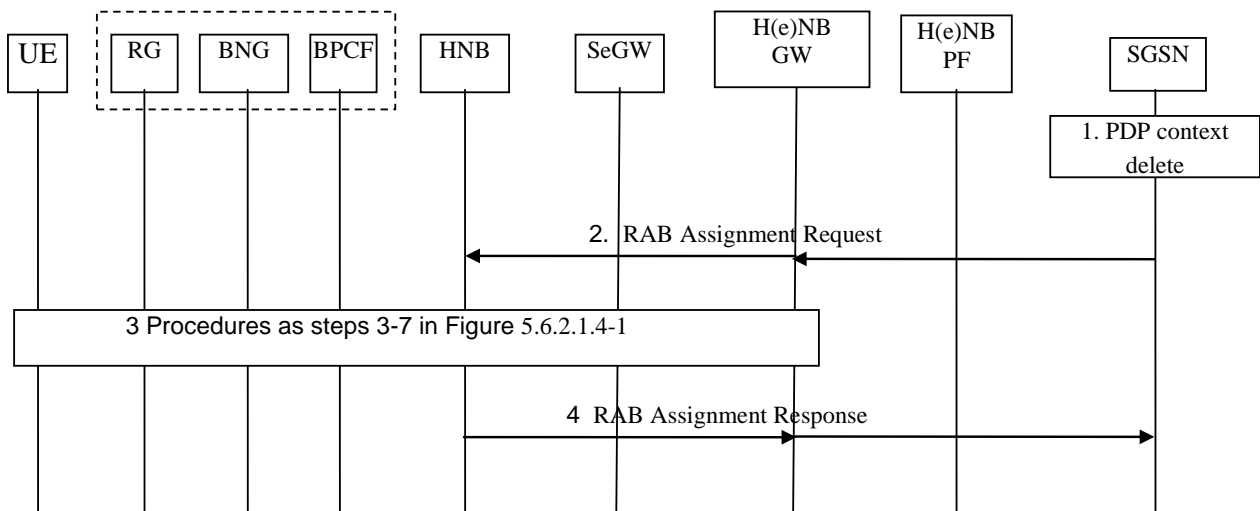 UE
RG
BNG
BPCF
HNB
SeGW
H(e)NB
GW
H(e)NB
PF
SGSN
1. PDP context
delete
2. RAB Assignment Request
3 Procedures as steps 3-7 in Figure 5.6.2.1.4-1
4 RAB Assignment Response